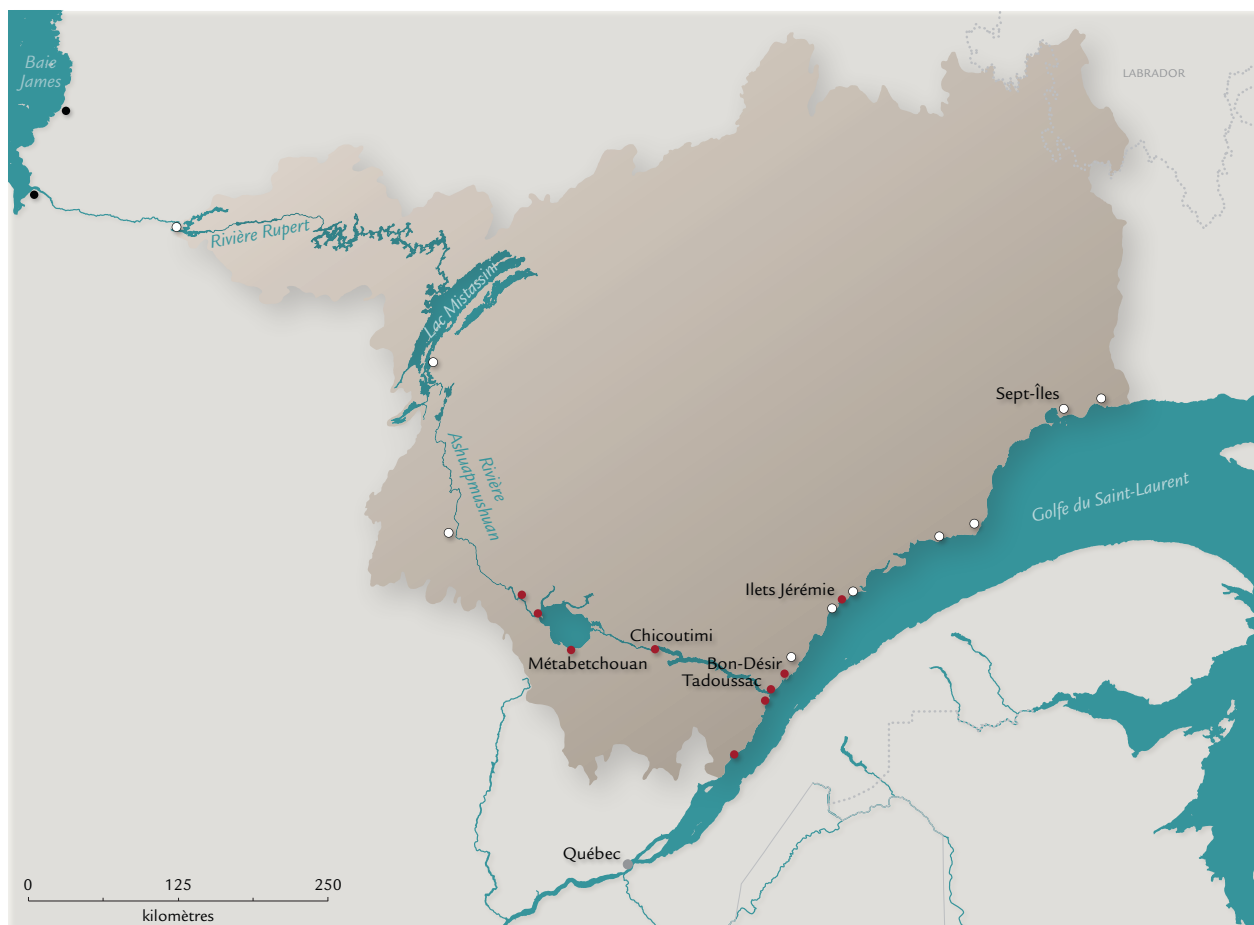 Baie
James
LABRADOR
Rivière Rupert
Lac Mistassini
Sept-Îles
Rivière
Ashuapmushuan
Golfe du Saint-Laurent
Ilets Jérémie
Chicoutimi
Métabetchouan
Bon-Désir
Tadoussac
Québec
0 125 250
kilomètres